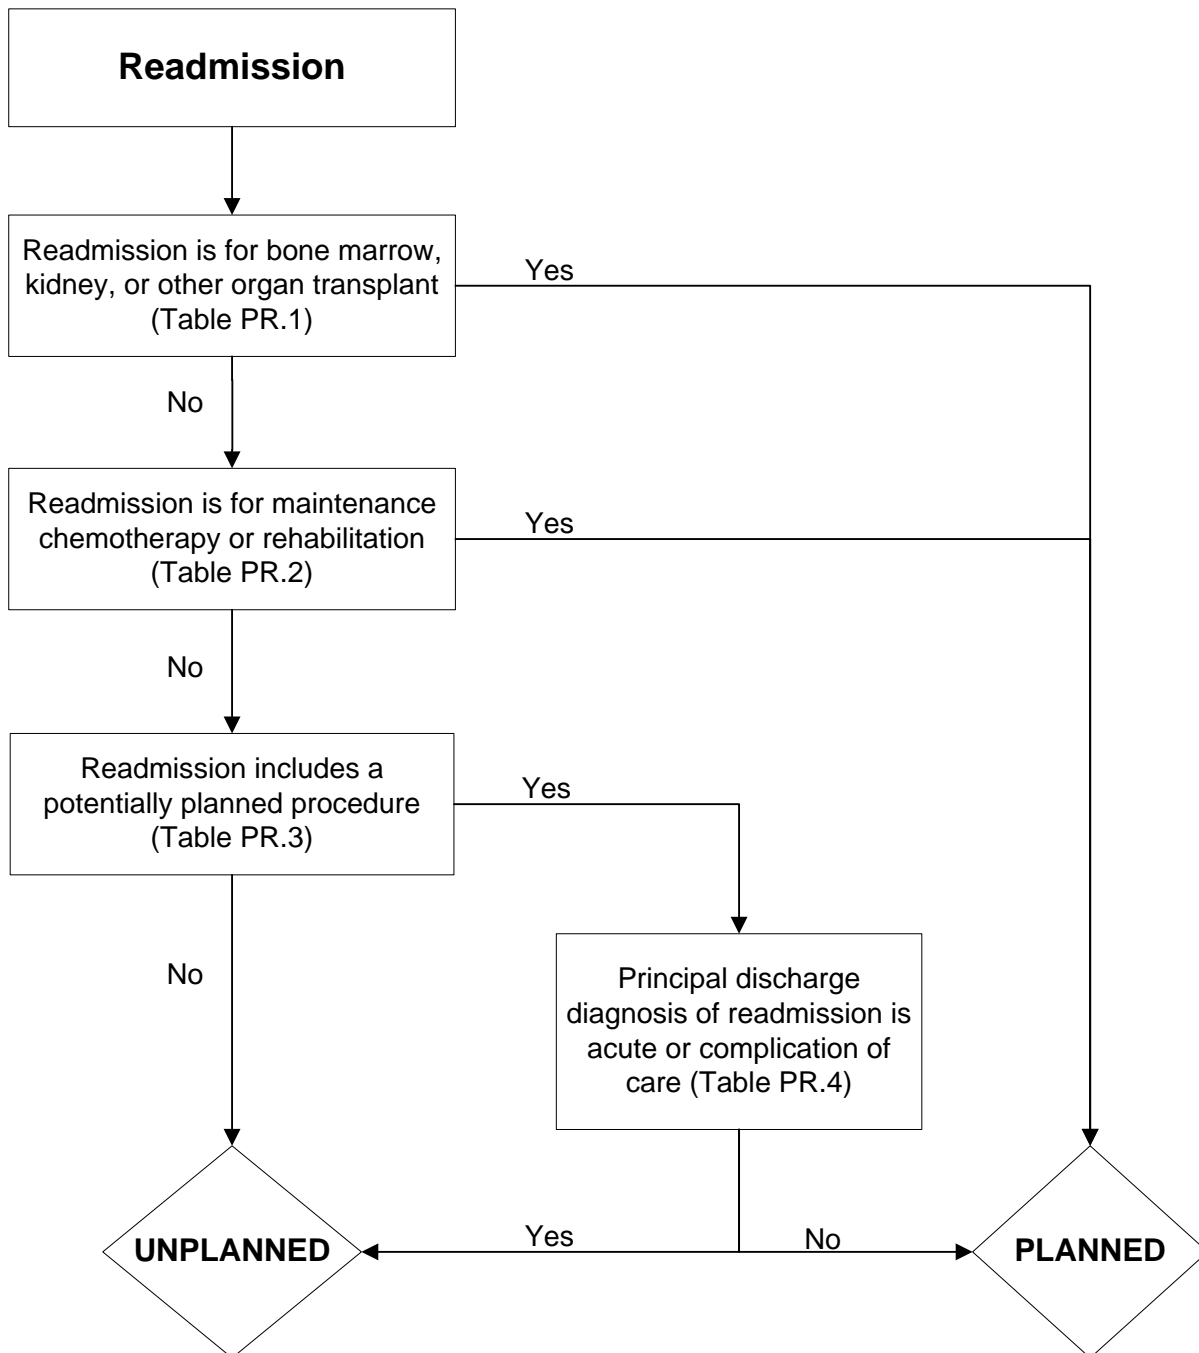 Readmission
Readmission is for bone marrow,
kidney, or other organ transplant
(Table PR.1)
Yes
No
Readmission is for maintenance
chemotherapy or rehabilitation
(Table PR.2)
Yes
No
Readmission includes a
potentially planned procedure
(Table PR.3)
Yes
No
Principal discharge
diagnosis of readmission is
acute or complication of
care (Table PR.4)
UNPLANNED
Yes
No
PLANNED